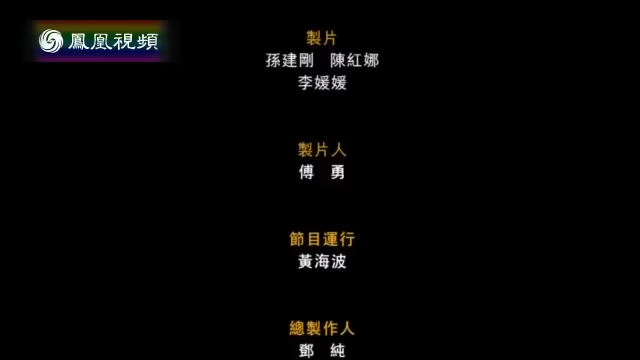 鳳凰視頻
製片
孫建剛 陳紅娜
李媛媛
製片人
傅 勇
節目運行
黃海波
總製作人
鄧 純